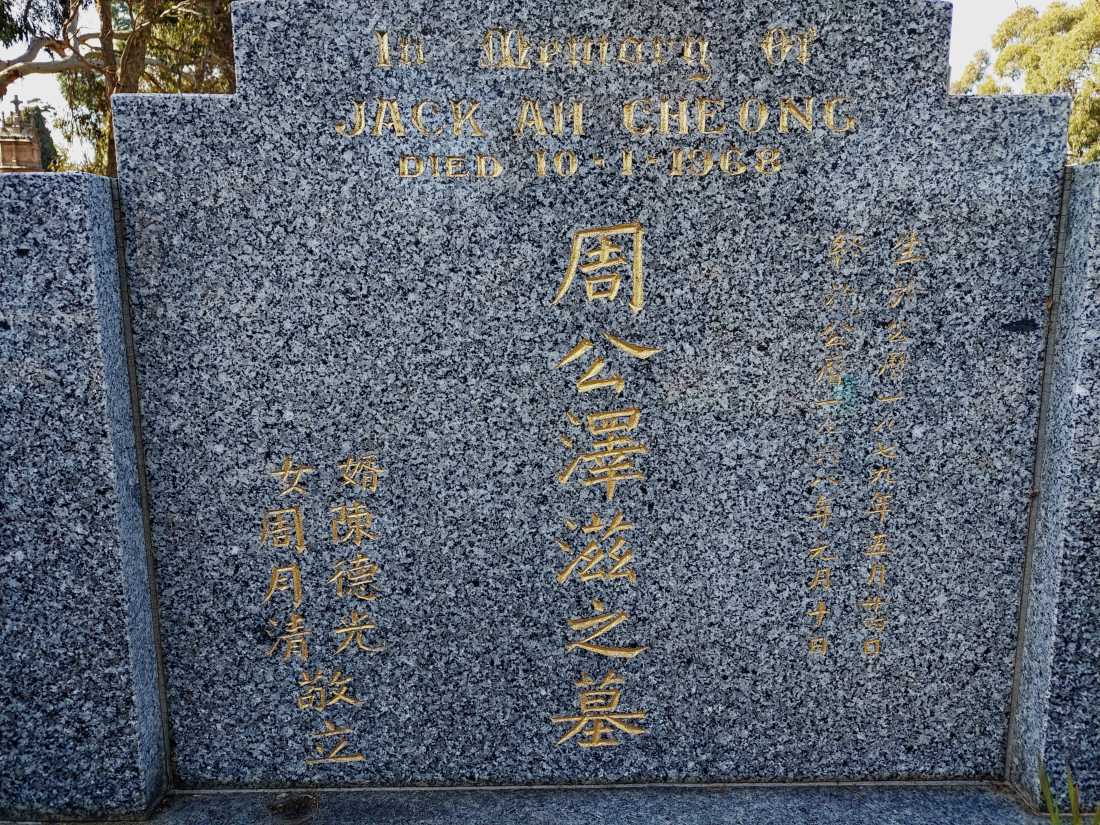 In Memory Of
JACK AH CHEONG
DIED 10-1-1968
生於公曆一八七九年五月廿四日
於公曆一九六八年元月十日
周公澤滋之墓
婿陳德光
女周月清
敬立